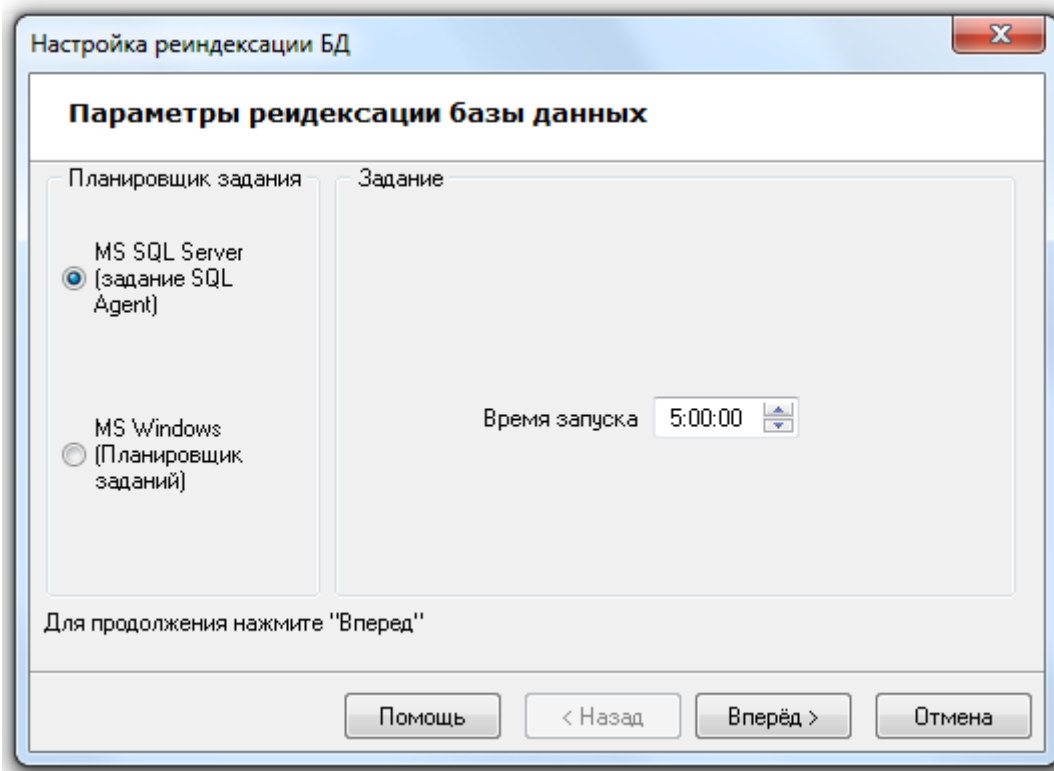 Настройка реиндексации БД
Параметры реидексации базы данных
Планировщик задания
Задание
MS SQL Server
(задание SQL
Agent)
MS Windows
(Планировщик
заданий)
Время запуска 5:00:00
Для продолжения нажмите "Вперед"
Помощь < Назад Вперёд > Отмена